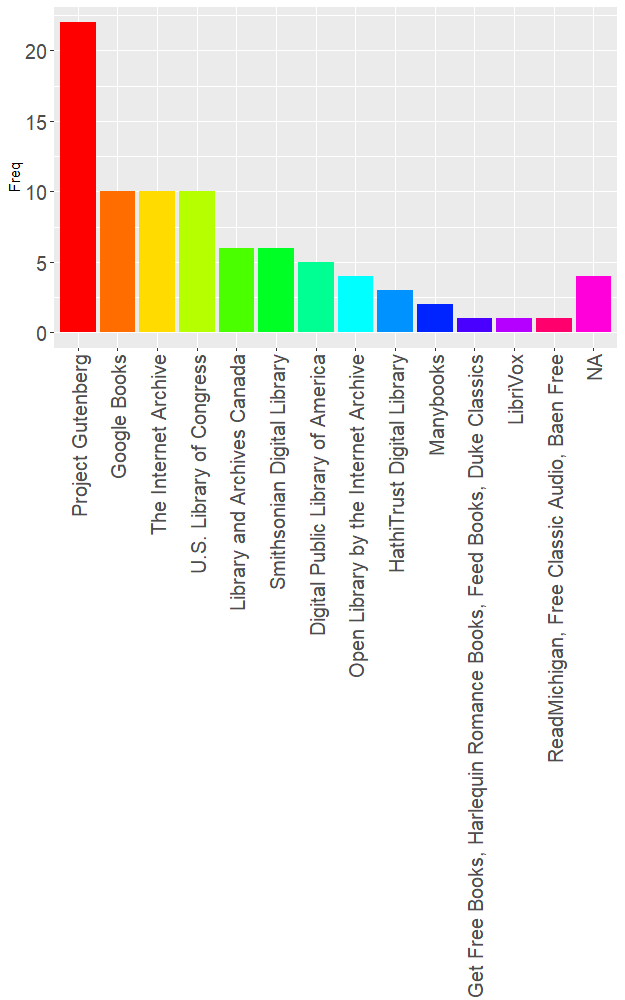 20
15
10
5
0
Freq
Project Gutenberg
Google Books
The Internet Archive
U.S. Library of Congress
Library and Archives Canada
Smithsonian Digital Library
Digital Public Library of America
Open Library by the Internet Archive
HathiTrust Digital Library
Manybooks
Get Free Books, Harlequin Romance Books, Feed Books, Duke Classics
LibriVox
ReadMichigan, Free Classic Audio, Baen Free
NA